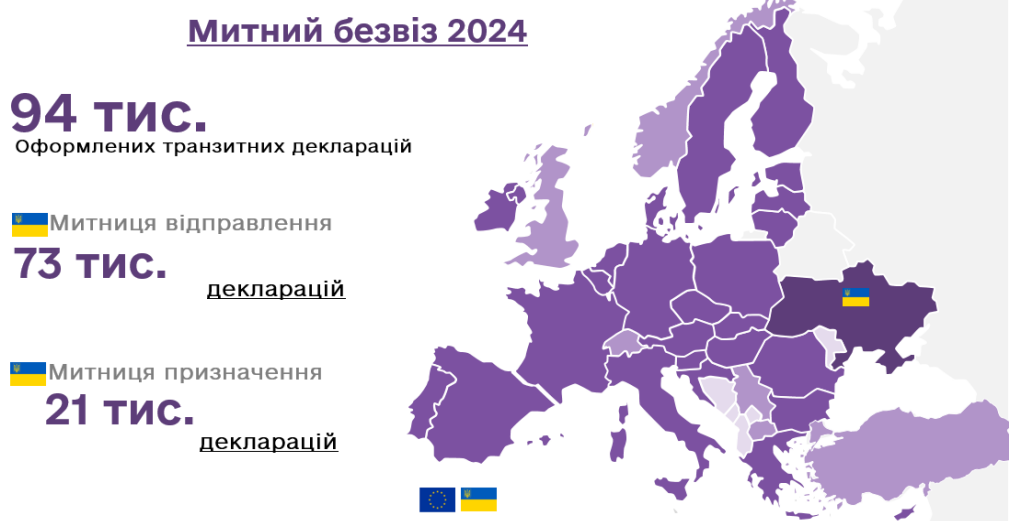 Митний безвіз 2024
94 тис.
Оформлених транзитних декларацій
Митниця відправлення
73 тис.
декларацій
Митниця призначення
21 тис.
декларацій